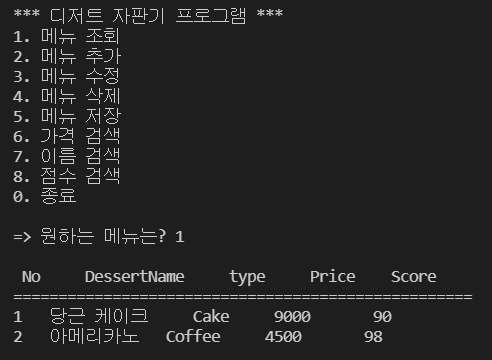 *** 디저트 자판기 프로그램 ***
1. 메뉴 조회
2. 메뉴 추가
3. 메뉴 수정
4. 메뉴 삭제
5. 메뉴 저장
6. 가격 검색
7. 이름 검색
8. 점수 검색
0. 종료
=> 원하는 메뉴는? 1
No DessertName type Price Score
==================================================
1 당근 케이크 Cake 9000 90
2 아메리카노 Coffee 4500 98